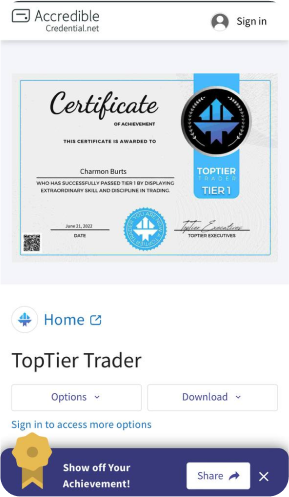 Accredible
Credential.net
Sign in
Certificate
OF ACHIEVEMENT
THIS CERTIFICATE IS AWARDED TO
Charmon Burts
WHO HAS SUCCESSFULLY PASSED TIER 1 BY DISPLAYING
EXTRAORDINARY SKILL AND DISCIPLINE IN TRADING.
TOPTIER
TRADER
TIER 1
June 21, 2022
DATE
Toptier Executives
TOPTIER EXECUTIVES
Home
TopTier Trader
Options
Download
Sign in to access more options
Show off Your
Achievement!
Share